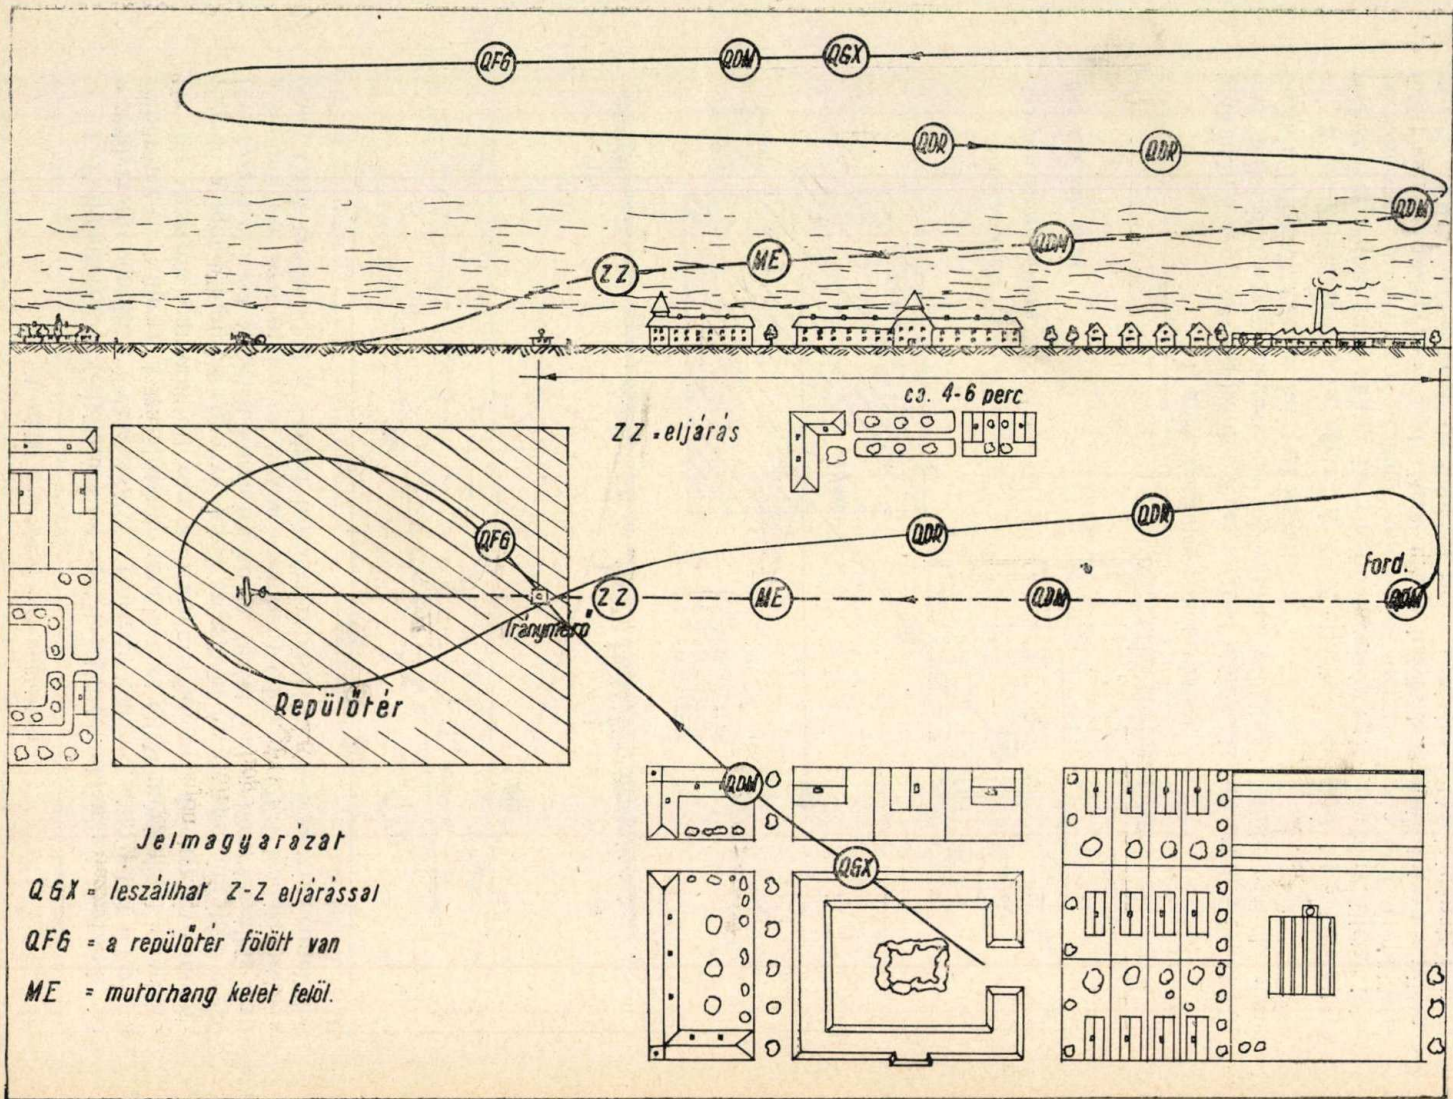 QFG QDM QGX
QDR QDR
QDM
ZZ ME QDM
ca. 4-6 perc
ZZ=eljárás
QFG QDR QDR
ford.
ZZ ME QDM QDM
Iránymérő
Repülőtér
QDM
QGX
Jelmagyarázat
QGX = leszállhat Z-Z eljárással
QFG = a repülőtér fölött van
ME = motorhang kelet felöl.